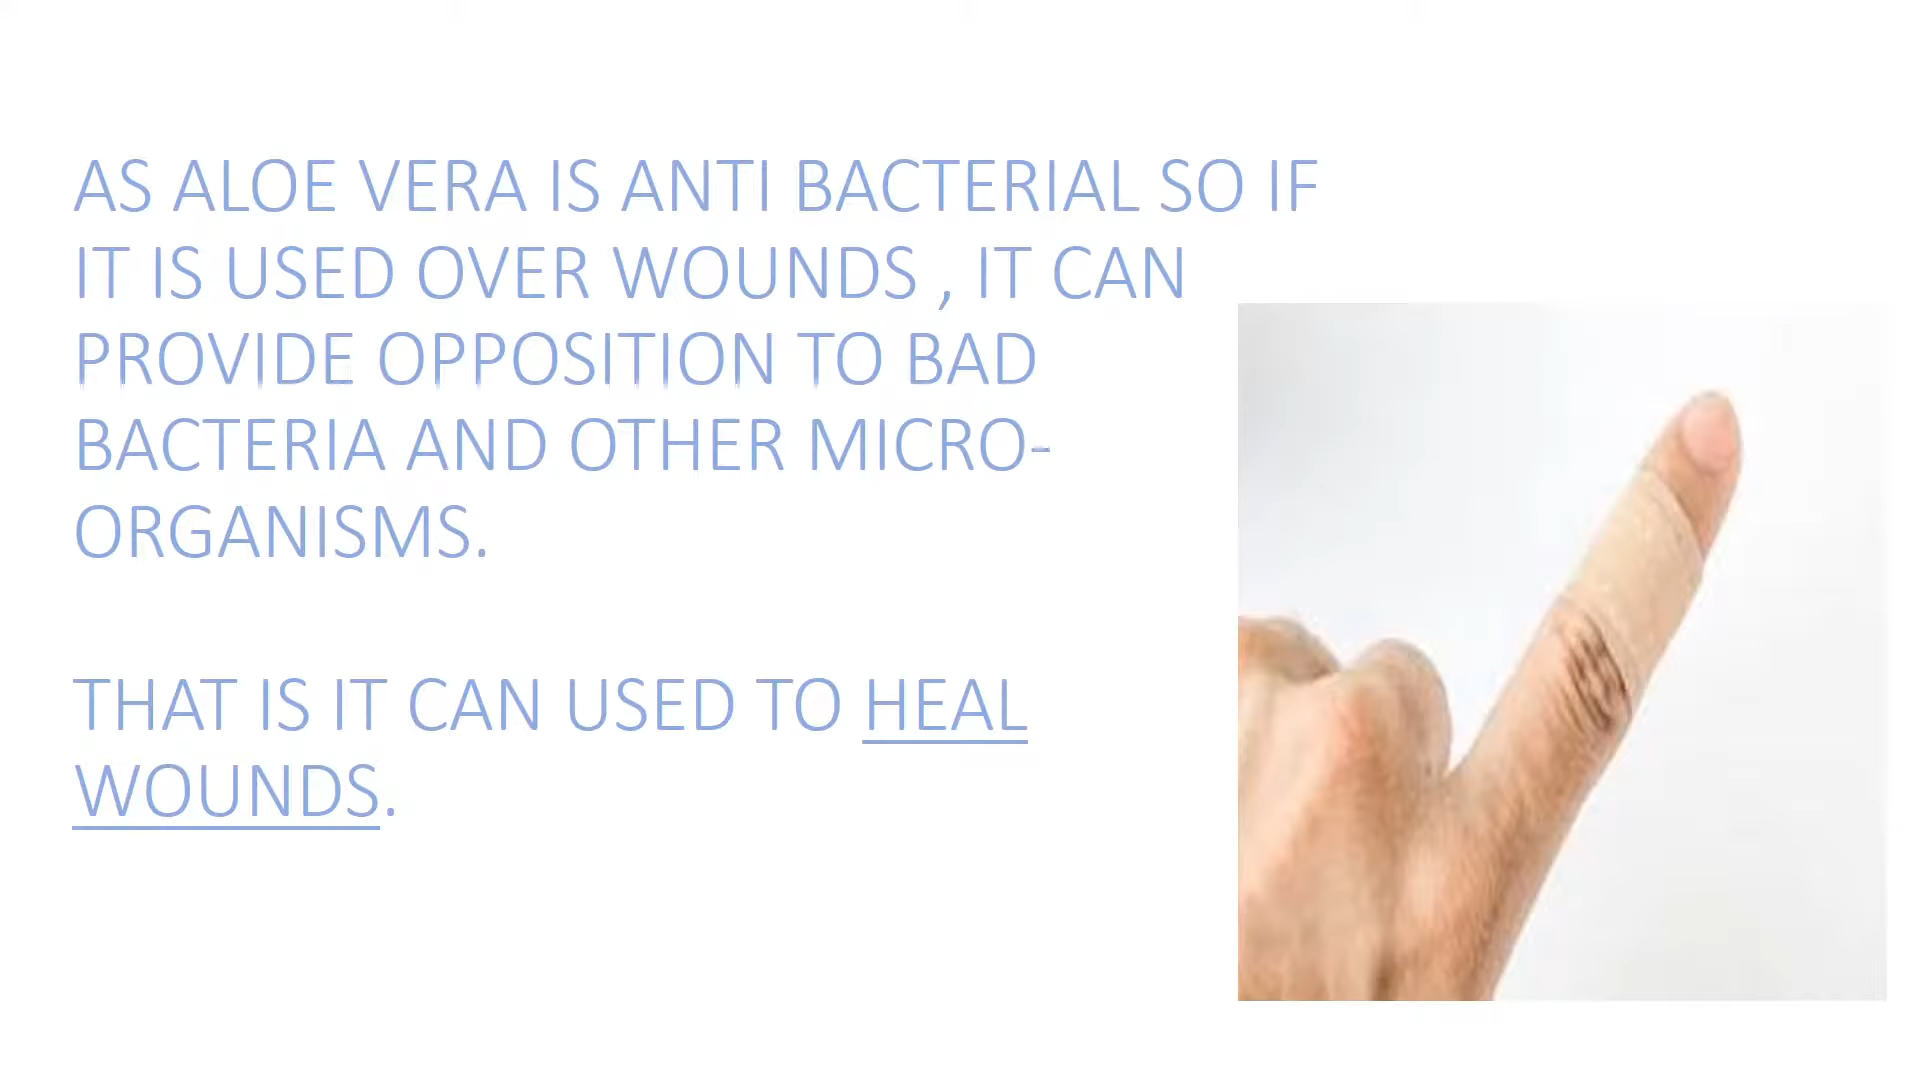 AS ALOE VERA IS ANTI BACTERIAL SO IF
IT IS USED OVER WOUNDS , IT CAN
PROVIDE OPPOSITION TO BAD
BACTERIA AND OTHER MICRO-
ORGANISMS.
THAT IS IT CAN USED TO HEAL
WOUNDS.